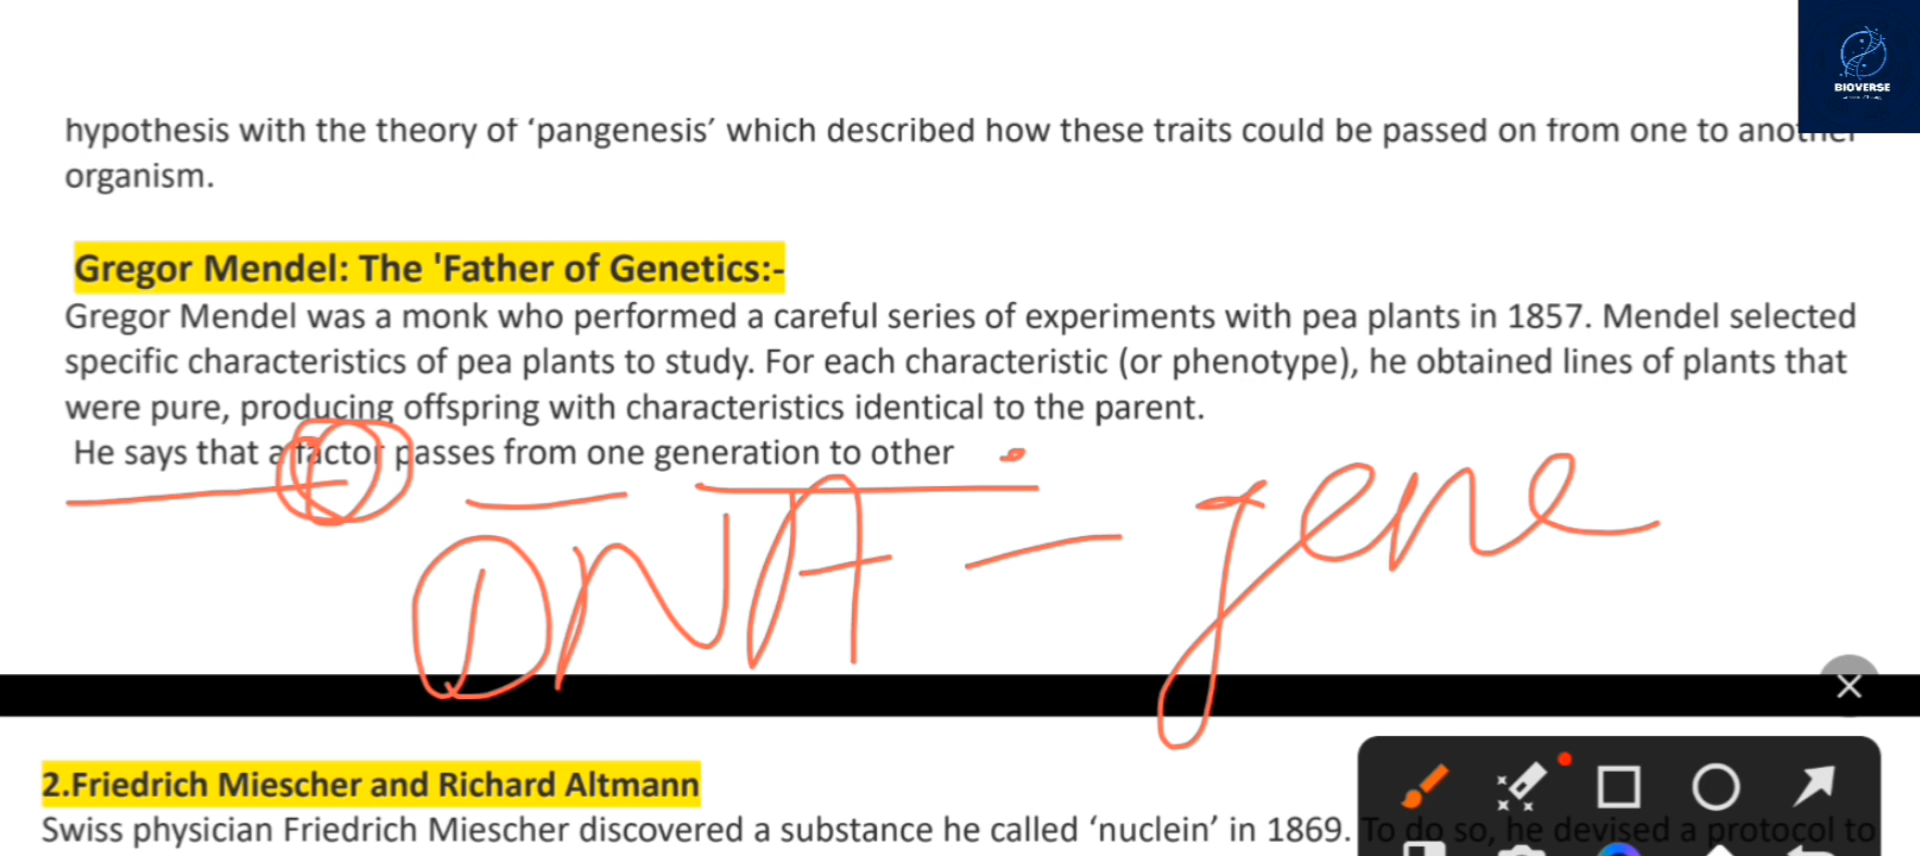 BIOVERSE
hypothesis with the theory of ‘pangenesis’ which described how these traits could be passed on from one to another
organism.
Gregor Mendel: The 'Father of Genetics:-
Gregor Mendel was a monk who performed a careful series of experiments with pea plants in 1857. Mendel selected
specific characteristics of pea plants to study. For each characteristic (or phenotype), he obtained lines of plants that
were pure, producing offspring with characteristics identical to the parent.
He says that a factor passes from one generation to other
DNA — gene
2.Friedrich Miescher and Richard Altmann
Swiss physician Friedrich Miescher discovered a substance he called ‘nuclein’ in 1869. To do so, he devised a protocol to